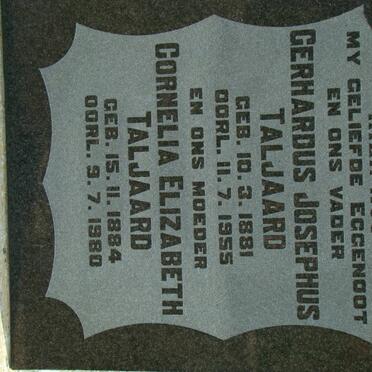 MY GELIEFDE EGGENOOT
EN ONS VADER
GERHARDUS JOSEPHUS
TALJAARD
GEB. 10. 3. 1881
OORL. 11. 7. 1955
EN ONS MOEDER
CORNELIA ELIZABETH
TALJAARD
GEB. 15. 11. 1884
OORL. 9. 7. 1980